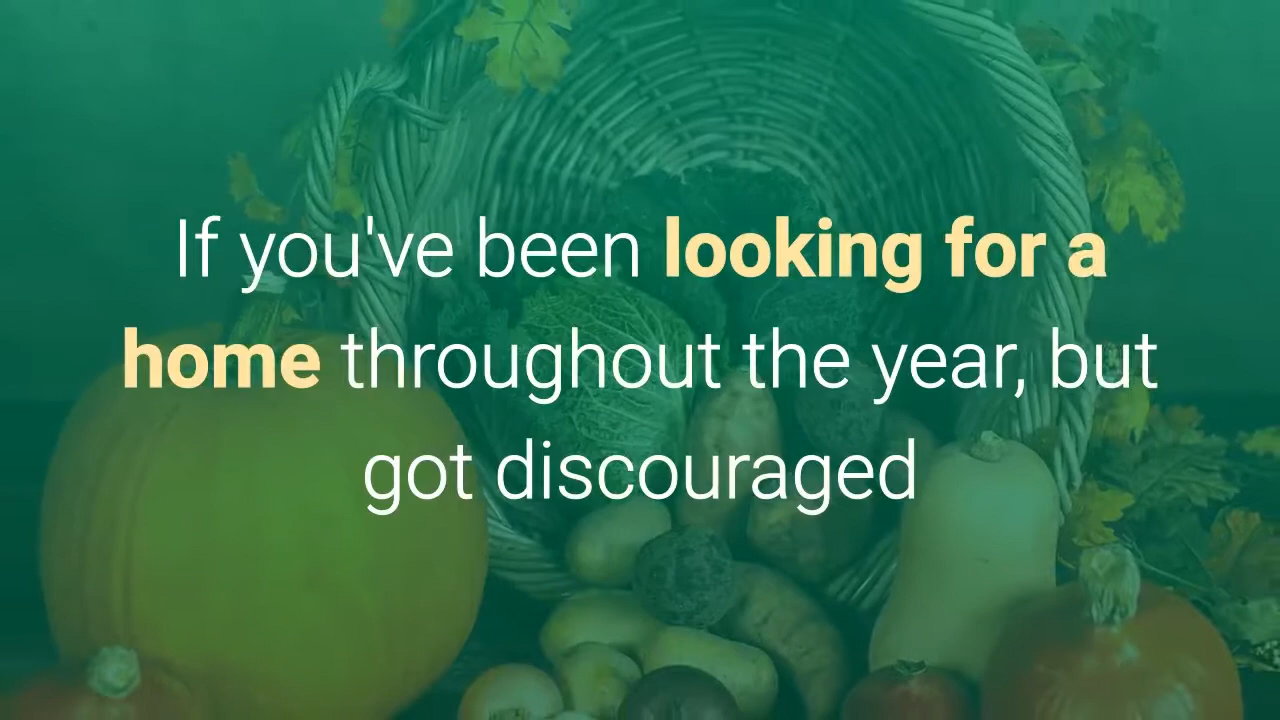 If you've been looking for a
home throughout the year, but
got discouraged